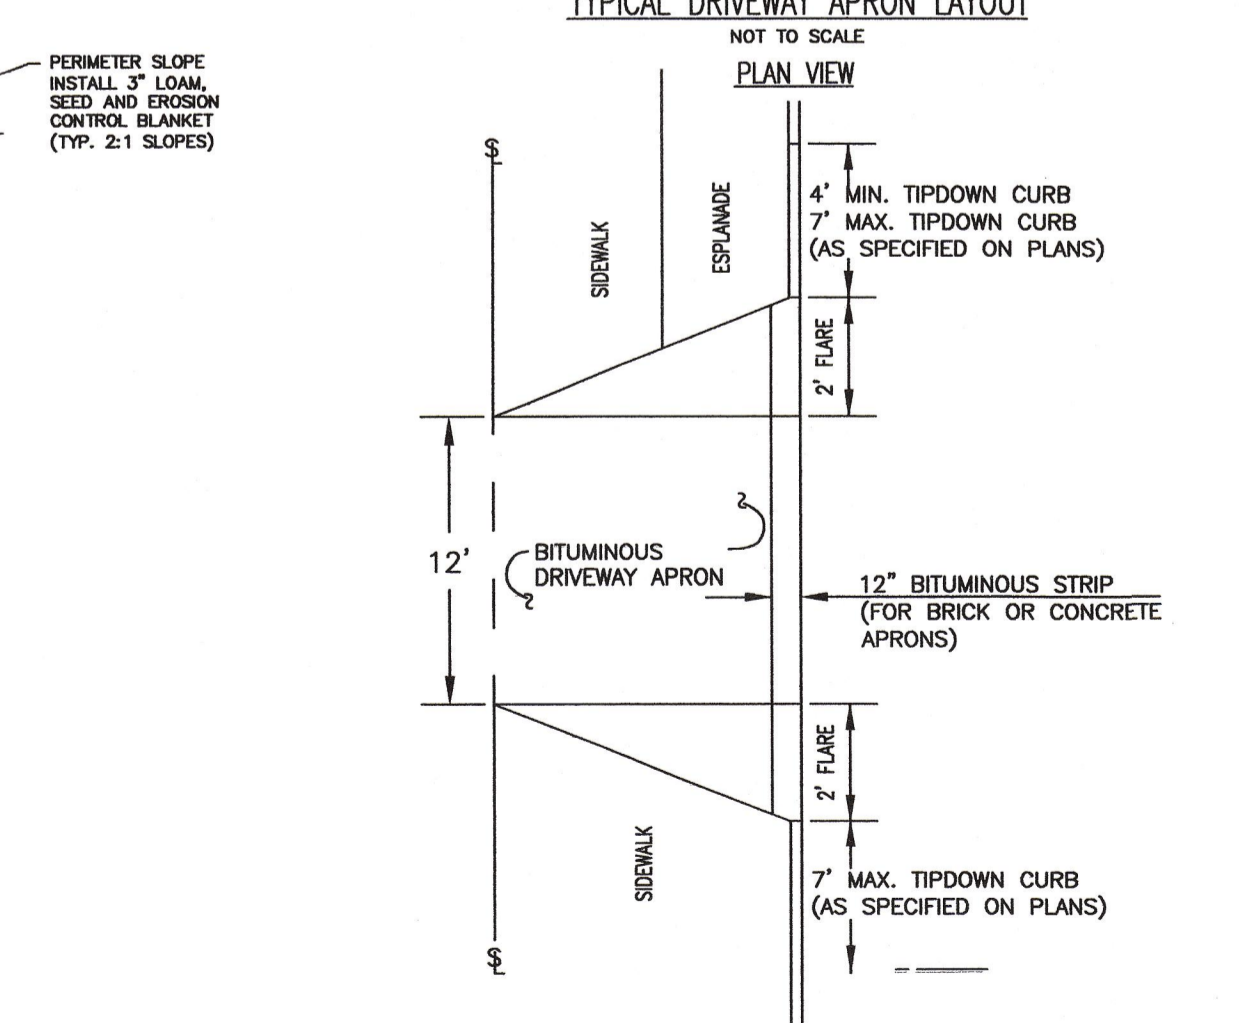 TYPICAL DRIVEWAY APRON LAYOUT
NOT TO SCALE
PLAN VIEW
PERIMETER SLOPE
INSTALL 3" LOAM,
SEED AND EROSION
CONTROL BLANKET
(TYP. 2:1 SLOPES)
SIDEWALK
ESPLANADE
4' MIN. TIPDOWN CURB
7' MAX. TIPDOWN CURB
(AS SPECIFIED ON PLANS)
2' FLARE
12'
BITUMINOUS
DRIVEWAY APRON
12" BITUMINOUS STRIP
(FOR BRICK OR CONCRETE
APRONS)
2' FLARE
SIDEWALK
7' MAX. TIPDOWN CURB
(AS SPECIFIED ON PLANS)